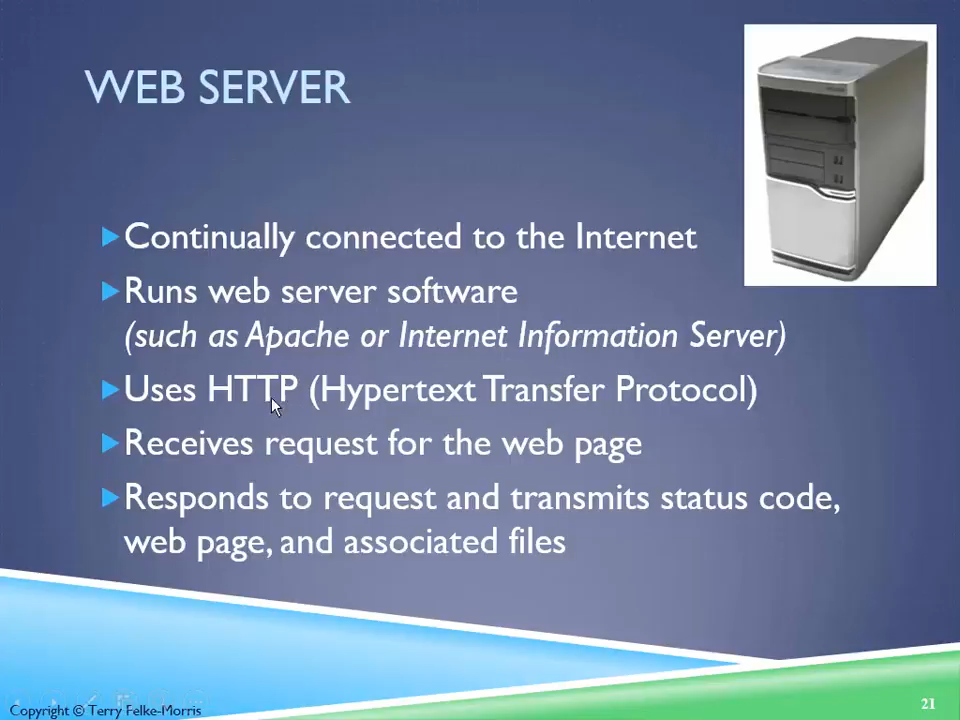 WEB SERVER
Continually connected to the Internet
Runs web server software
(such as Apache or Internet Information Server)
Uses HTTP (Hypertext Transfer Protocol)
Receives request for the web page
Responds to request and transmits status code,
web page, and associated files
Copyright © Terry Felke-Morris
21